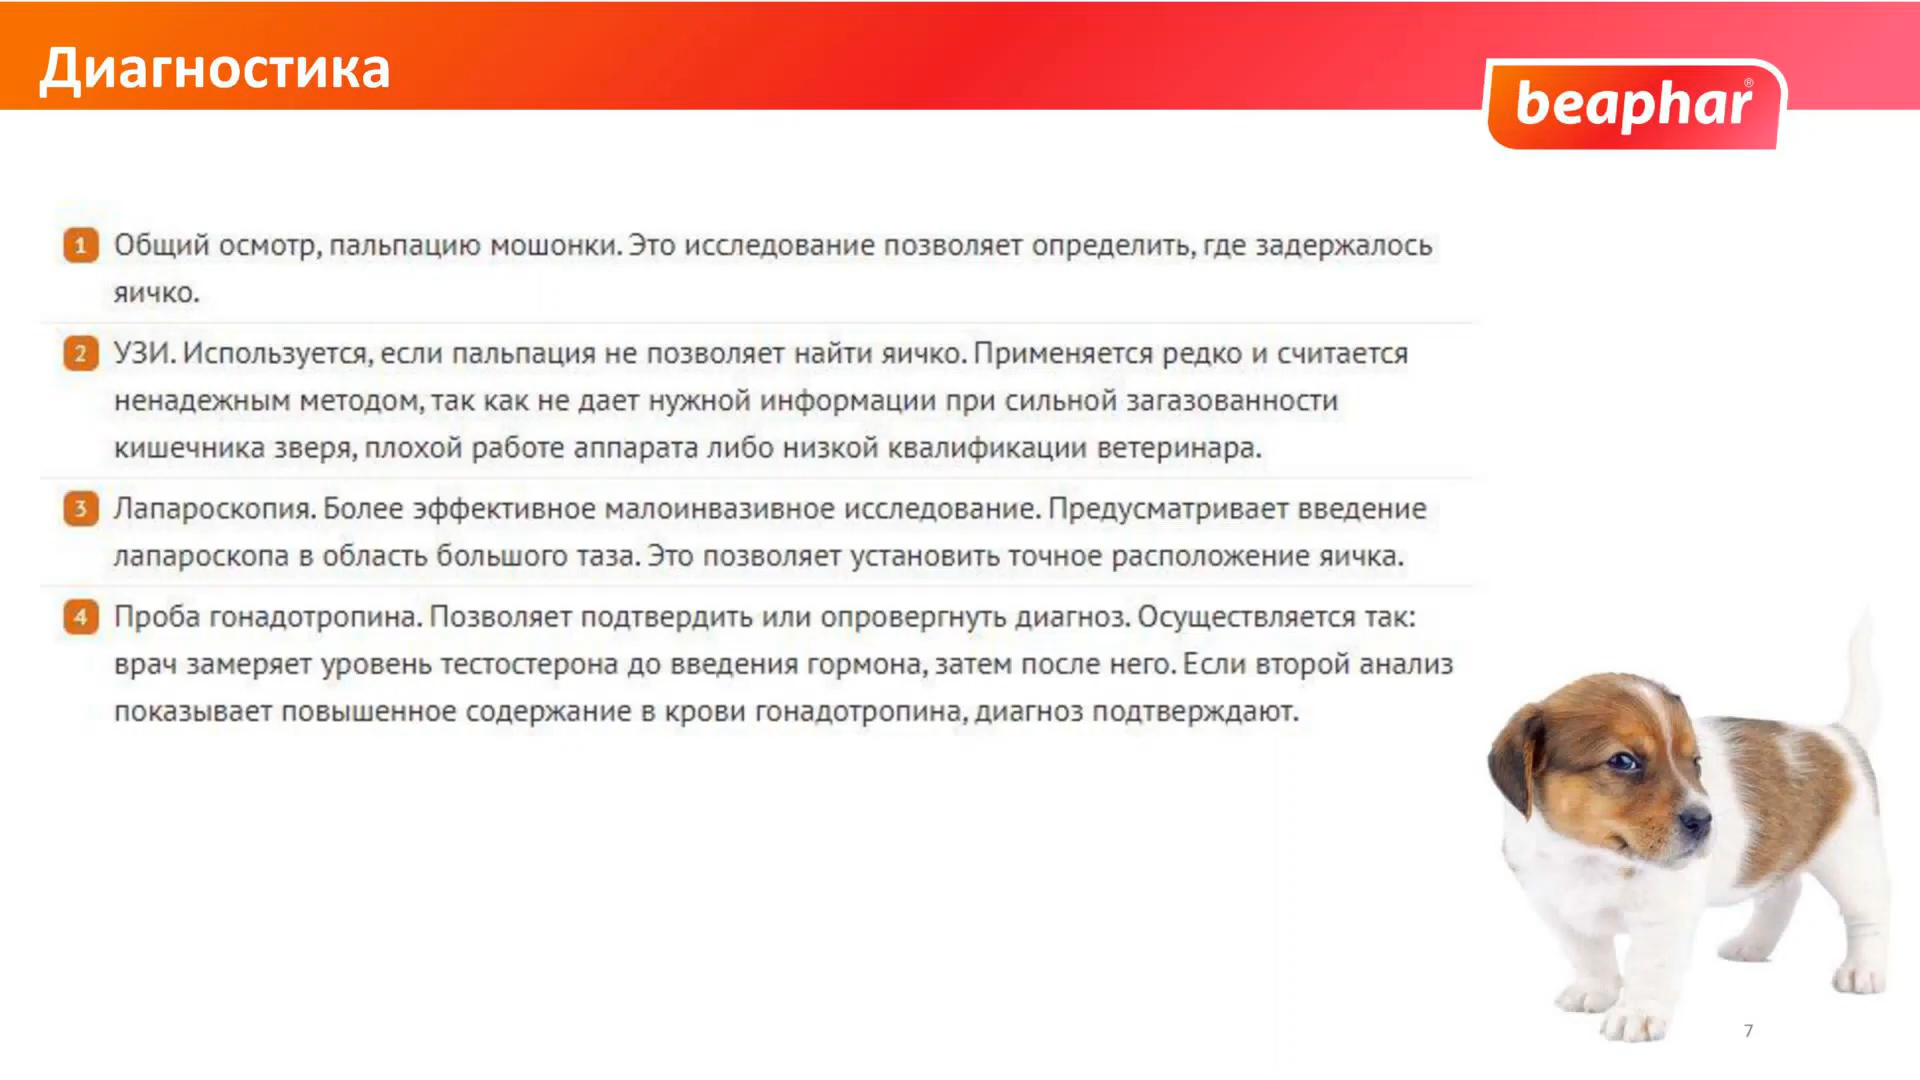 Диагностика
beaphar®
1 Общий осмотр, пальпацию мошонки. Это исследование позволяет определить, где задержалось
яичко.
2 УЗИ. Используется, если пальпация не позволяет найти яичко. Применяется редко и считается
ненадежным методом, так как не дает нужной информации при сильной загазованности
кишечника зверя, плохой работе аппарата либо низкой квалификации ветеринара.
3 Лапароскопия. Более эффективное малоинвазивное исследование. Предусматривает введение
лапароскопа в область большого таза. Это позволяет установить точное расположение яичка.
4 Проба гонадотропина. Позволяет подтвердить или опровергнуть диагноз. Осуществляется так:
врач замеряет уровень тестостерона до введения гормона, затем после него. Если второй анализ
показывает повышенное содержание в крови гонадотропина, диагноз подтверждают.
7